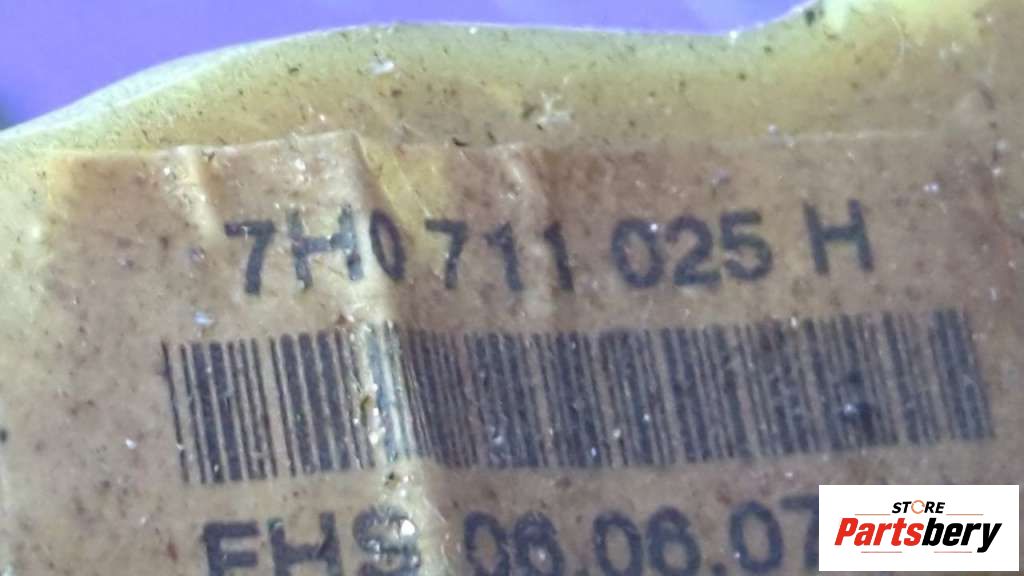 7H0 711 025 H
FHS 06.06.07
STORE
Partsbery